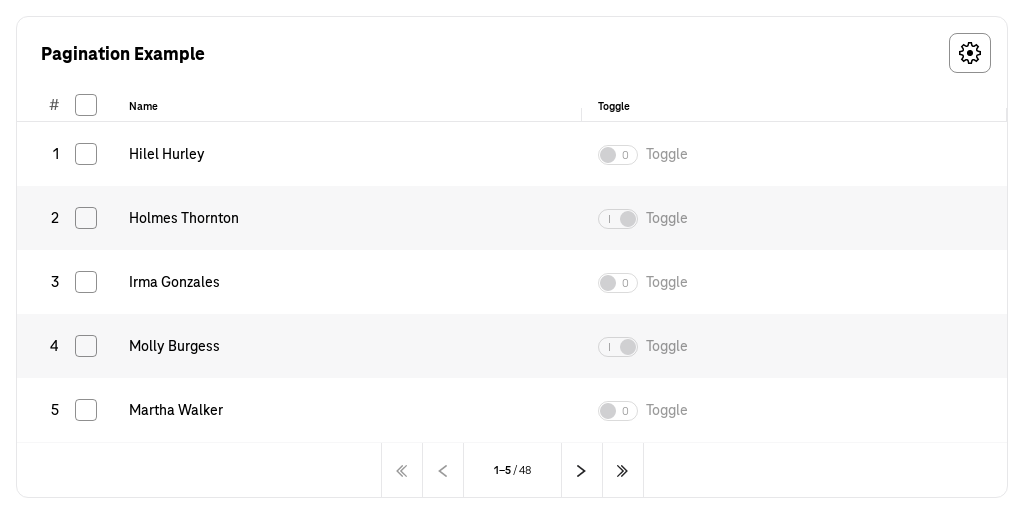 Pagination Example
# Name Toggle
1 Hilel Hurley 0 Toggle
2 Holmes Thornton I Toggle
3 Irma Gonzales 0 Toggle
4 Molly Burgess I Toggle
5 Martha Walker 0 Toggle
1–5 / 48